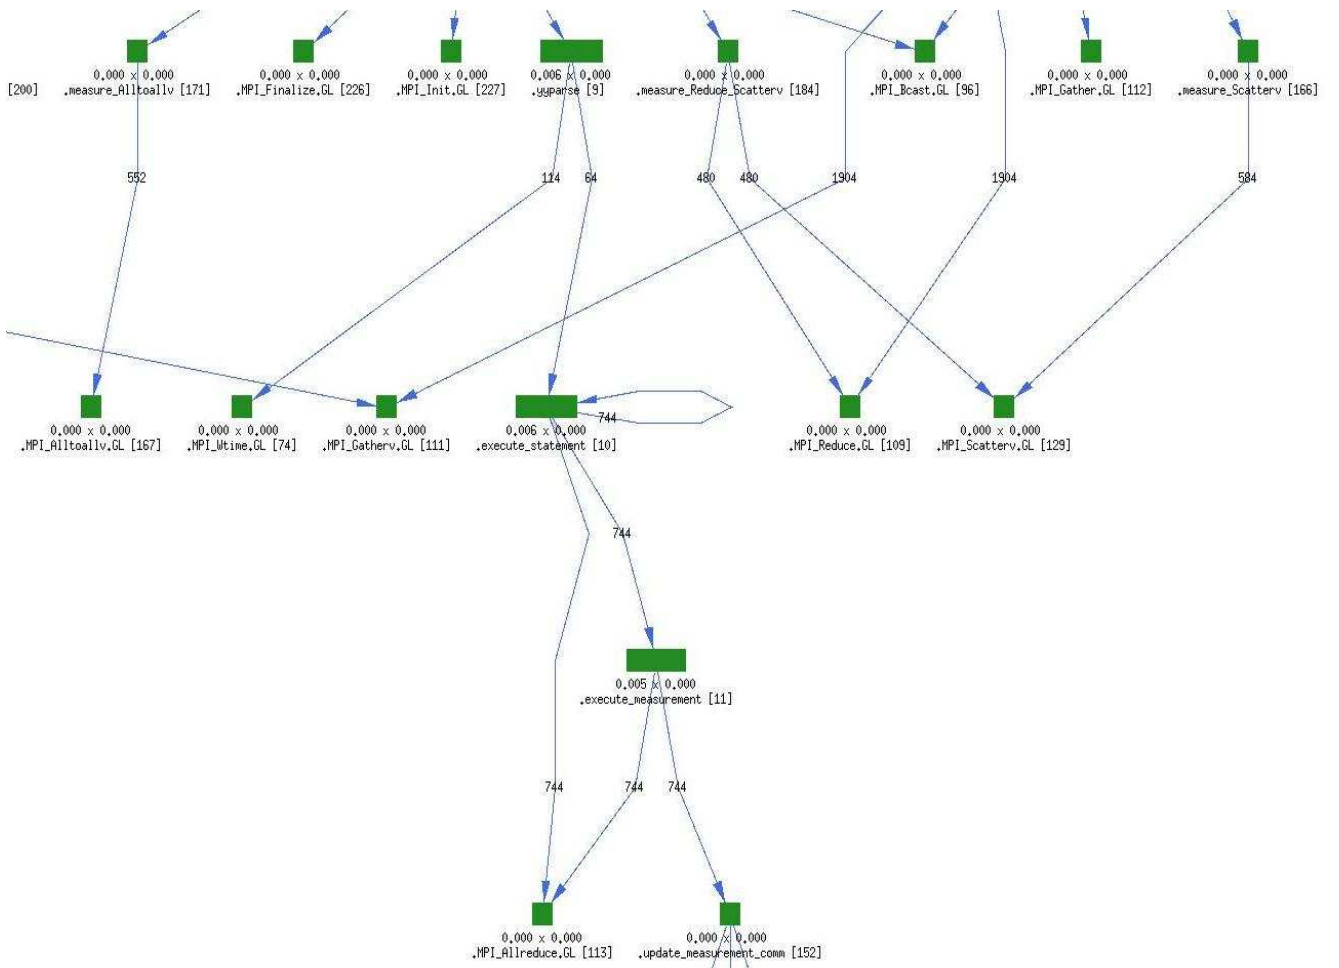 0.000 x 0.000
.measure_Alltoallv [171]
0.000 x 0.000
.MPI_Finalize.GL [226]
0.000 x 0.000
.MPI_Init.GL [227]
0.006 x 0.000
.yyparse [9]
0.000 x 0.000
.measure_Reduce_Scatterv [184]
0.000 x 0.000
.MPI_Bcast.GL [96]
0.000 x 0.000
.MPI_Gather.GL [112]
0.000 x 0.000
.measure_Scatterv [166]
[200]
552
114
64
480
480
1904
1904
584
0.000 x 0.000
.MPI_Alltoallv.GL [167]
0.000 x 0.000
.MPI_Wtime.GL [74]
0.000 x 0.000
.MPI_Gatherv.GL [111]
744
0.006 x 0.000
.execute_statement [10]
0.000 x 0.000
.MPI_Reduce.GL [109]
0.000 x 0.000
.MPI_Scatterv.GL [129]
744
0.005 x 0.000
.execute_measurement [11]
744
744
744
0.000 x 0.000
.MPI_Allreduce.GL [113]
0.000 x 0.000
.update_measurement_comm [152]